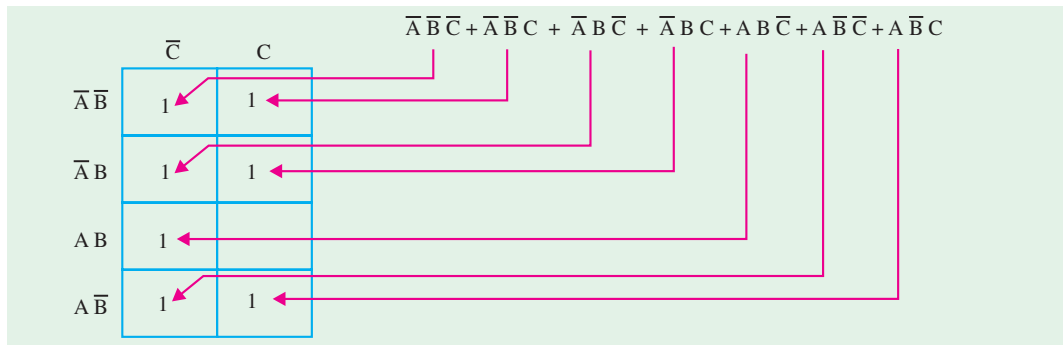 A̅ B̅ C̅ + A̅ B̅ C + A̅ B C̅ + A̅ B C + A B C̅ + A B̅ C̅ + A B̅ C
C̅ C
A̅ B̅ 1 1
A̅ B 1 1
A B 1
A B̅ 1 1